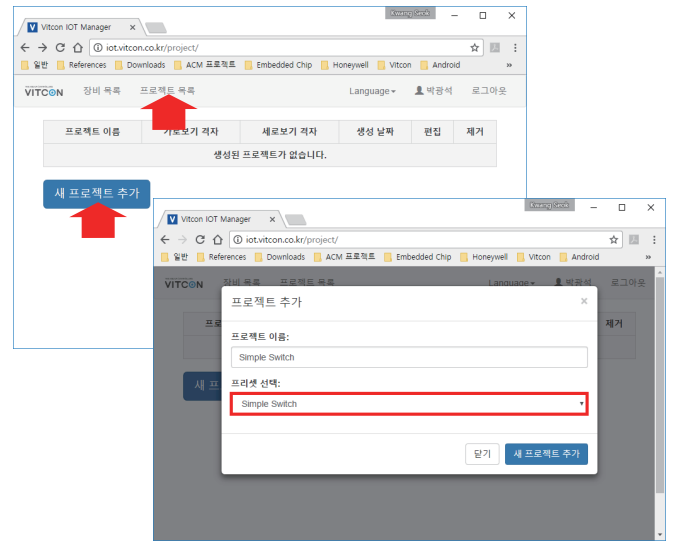 Kwang Seok
Vitcon IOT Manager
iot.vitcon.co.kr/project/
일반 References Downloads ACM 프로젝트 Embedded Chip Honeywell Vitcon Android »
VITCON 장비 목록 프로젝트 목록 Language 박광석 로그아웃
프로젝트 이름 가로보기 격자 세로보기 격자 생성 날짜 편집 제거
생성된 프로젝트가 없습니다.
새 프로젝트 추가
Kwang Seok
Vitcon IOT Manager
iot.vitcon.co.kr/project/
일반 References Downloads ACM 프로젝트 Embedded Chip Honeywell Vitcon Android »
VITCON 장비 목록 프로젝트 목록 Language 박광석 로그아웃
프로젝트 추가 ×
프로 제거
프로젝트 이름:
Simple Switch
프리셋 선택:
새 프
Simple Switch
닫기 새 프로젝트 추가